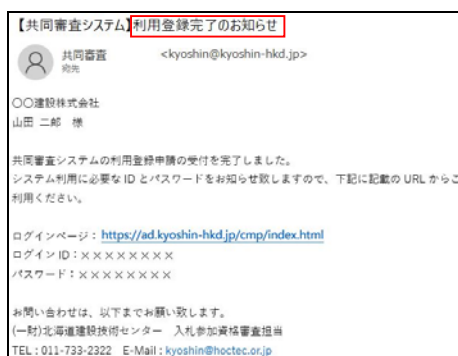 【共同審査システム】利用登録完了のお知らせ
共同審査 <kyoshin@kyoshin-hkd.jp>
宛先
〇〇建設株式会社
山田 二郎 様
共同審査システムの利用登録申請の受付を完了しました。
システム利用に必要な ID とパスワードをお知らせ致しますので、下記に記載の URL からご
利用ください。
ログインページ：https://ad.kyoshin-hkd.jp/cmp/index.html
ログイン ID：××××××××
パスワード：××××××××
お問い合わせは、以下までお願い致します。
(一財)北海道建設技術センター 入札参加資格審査担当
TEL：011-733-2322 E-Mail：kyoshin@hoctec.or.jp